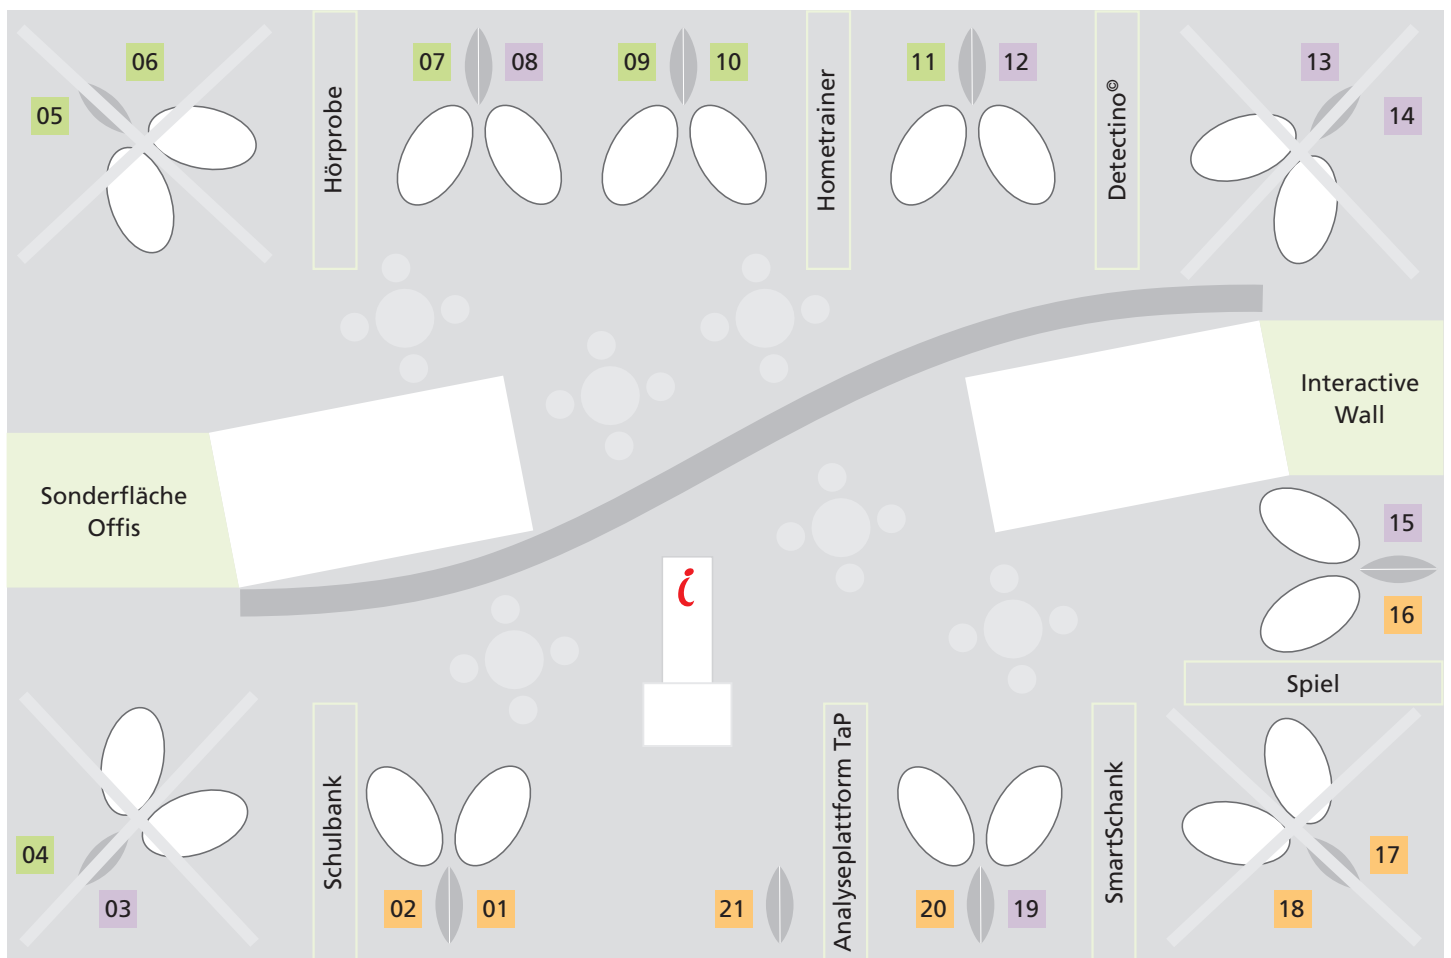 06
05
Hörprobe
07
08
09
10
Hometrainer
11
12
Detectino©
13
14
Interactive
Wall
Sonderfläche
Offis
15
i
16
Spiel
04
03
Schulbank
02
01
21
Analyseplattform TaP
20
19
SmartSchank
17
18